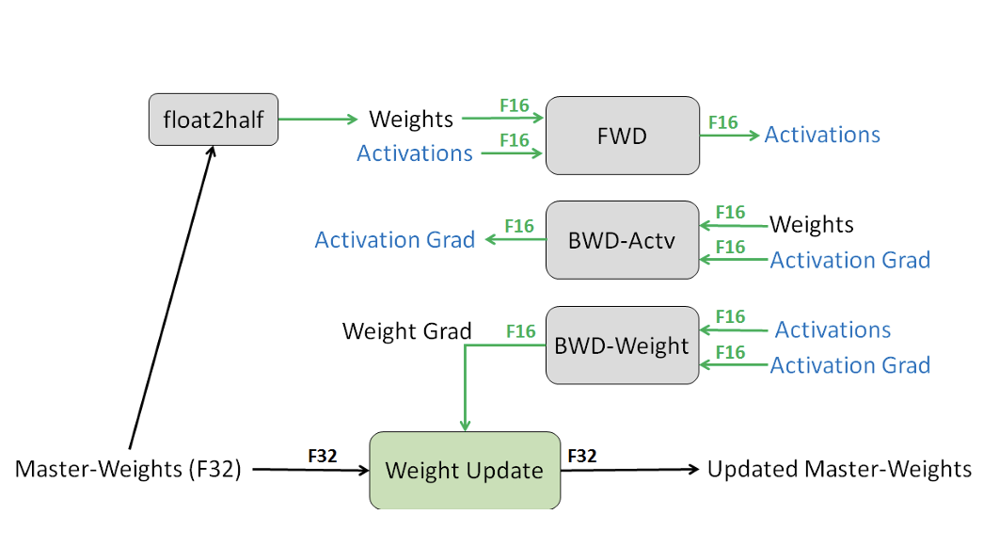 float2half
Weights
F16
Activations
F16
FWD
F16
Activations
Activation Grad
F16
BWD-Actv
F16
Weights
F16
Activation Grad
Weight Grad
F16
BWD-Weight
F16
Activations
F16
Activation Grad
Master-Weights (F32)
F32
Weight Update
F32
Updated Master-Weights